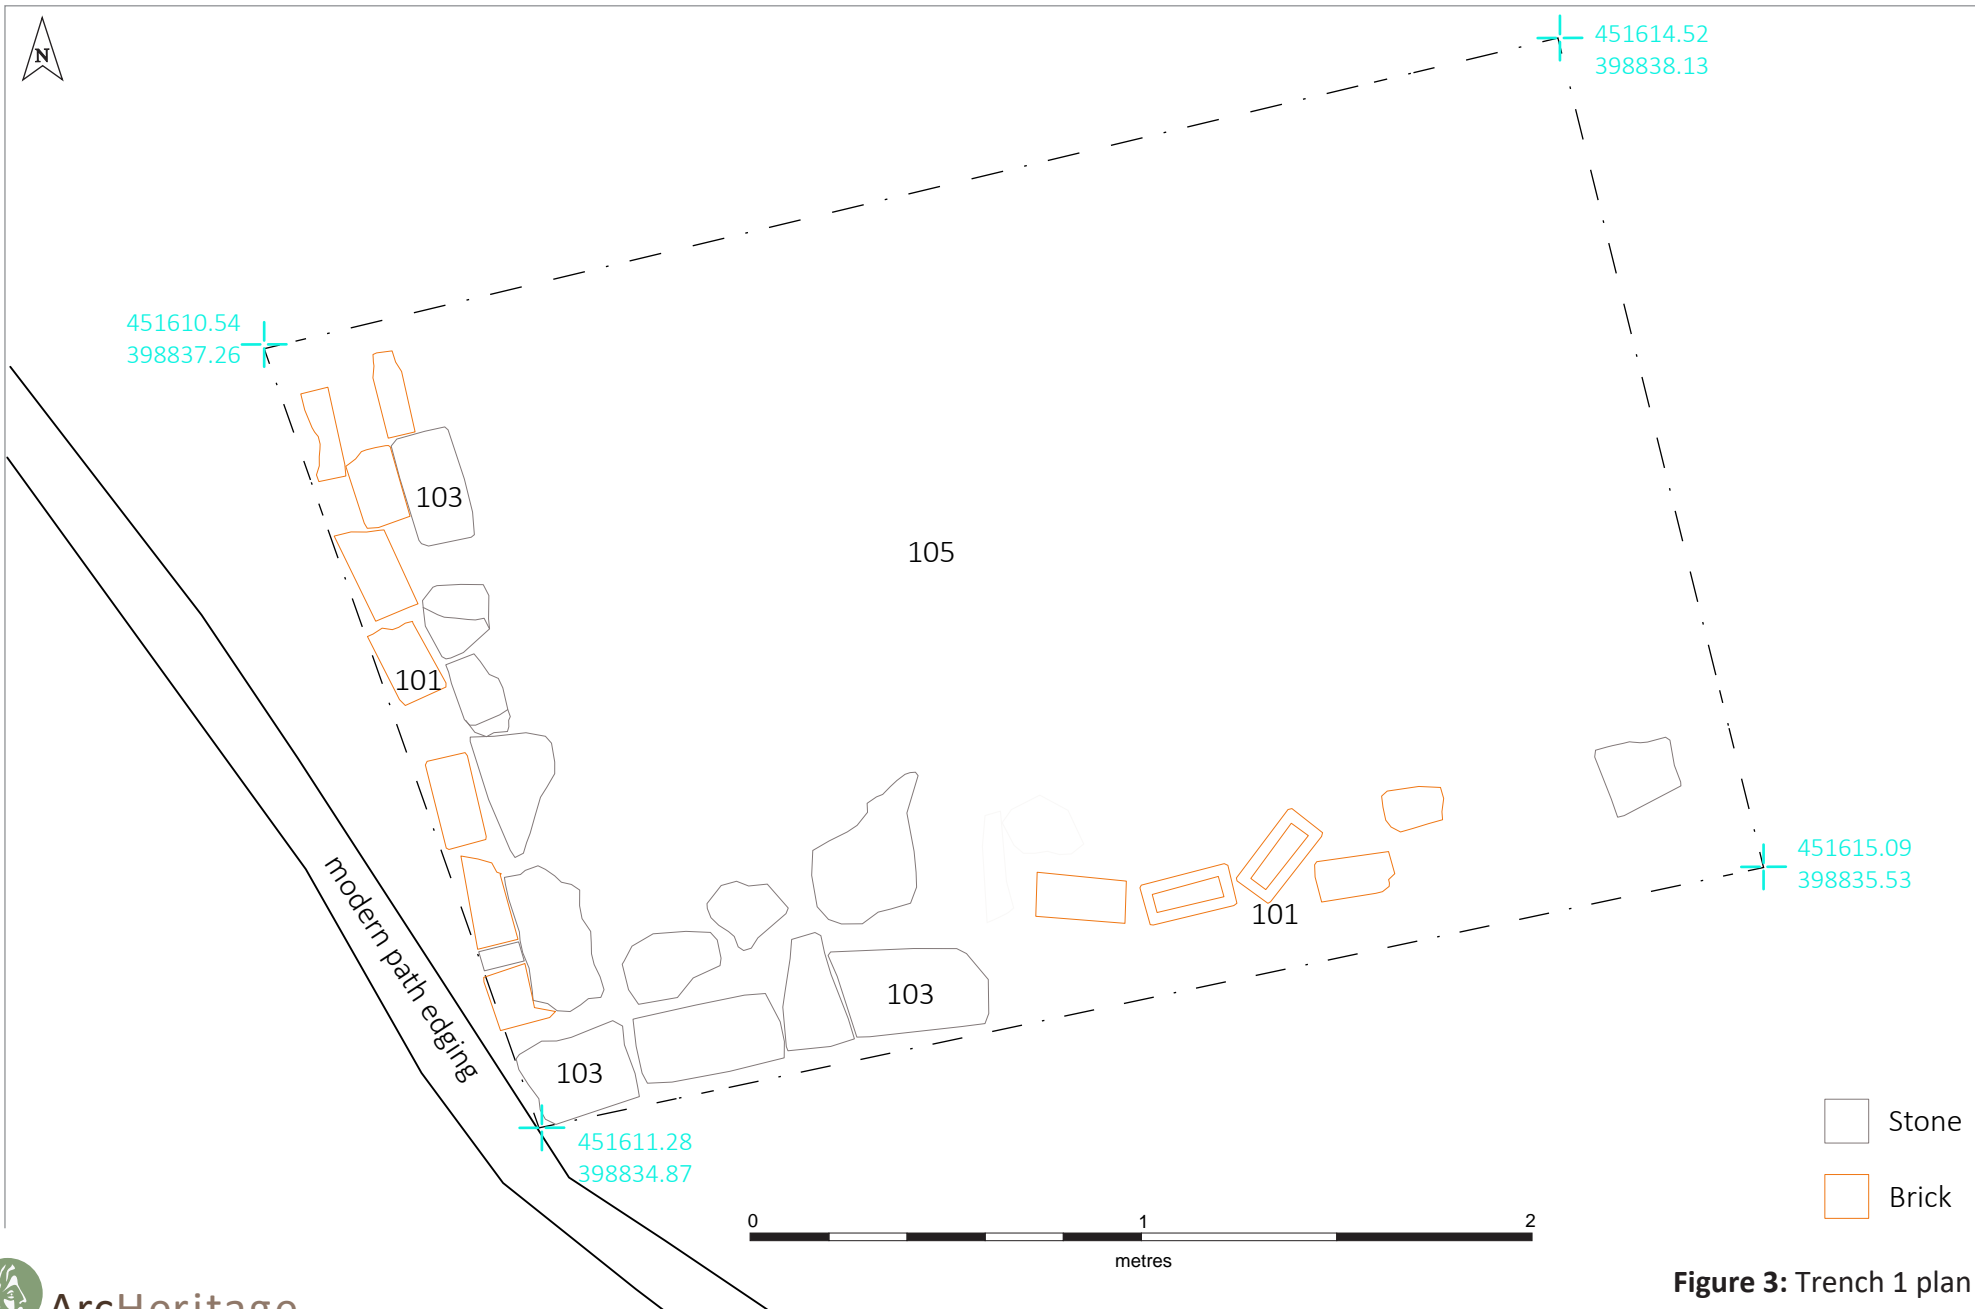 N
451614.52
398838.13
451610.54
398837.26
103
105
101
451615.09
398835.53
101
103
modern path edging
103
451611.28
398834.87
Stone
Brick
0 1 2
metres
Figure 3: Trench 1 plan
ArcHeritage